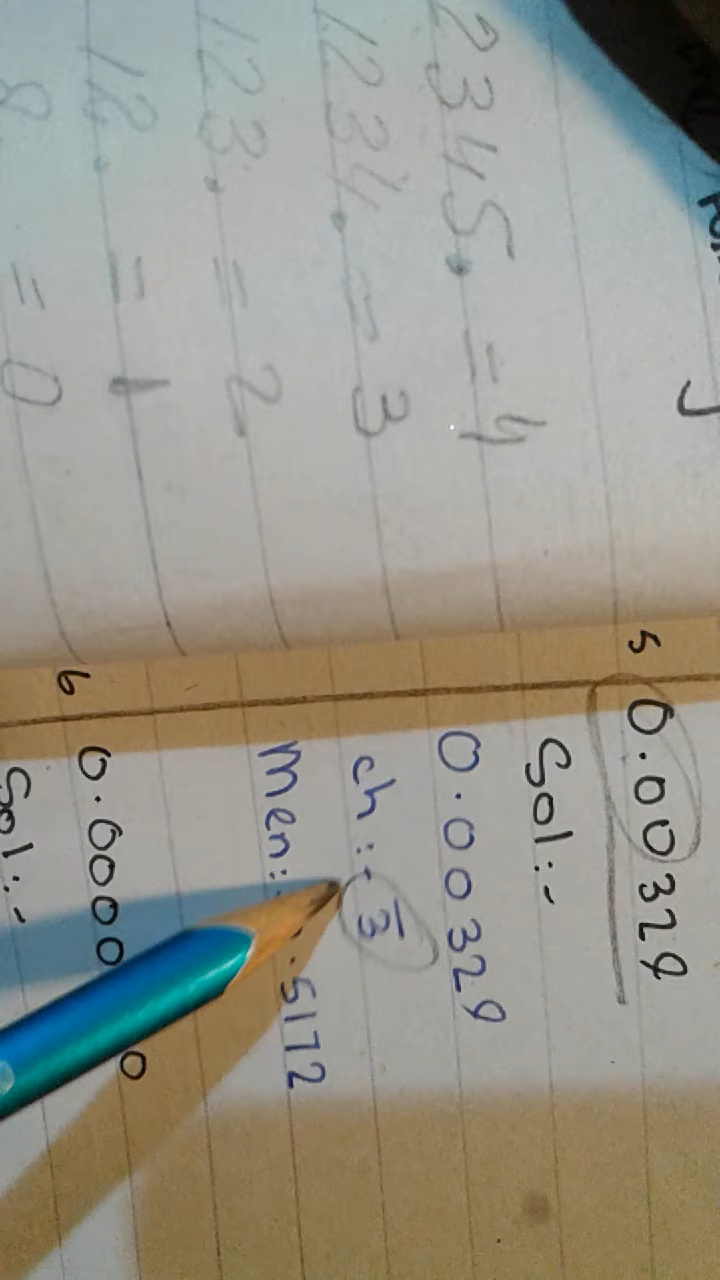 2345. = 4
1234. = 3
123. = 2
12. = 1
8 = 0
5 0.00329
Sol:-
0.00329
ch:- 3̅
Men: .5172
6 0.0000 0
Sol:-